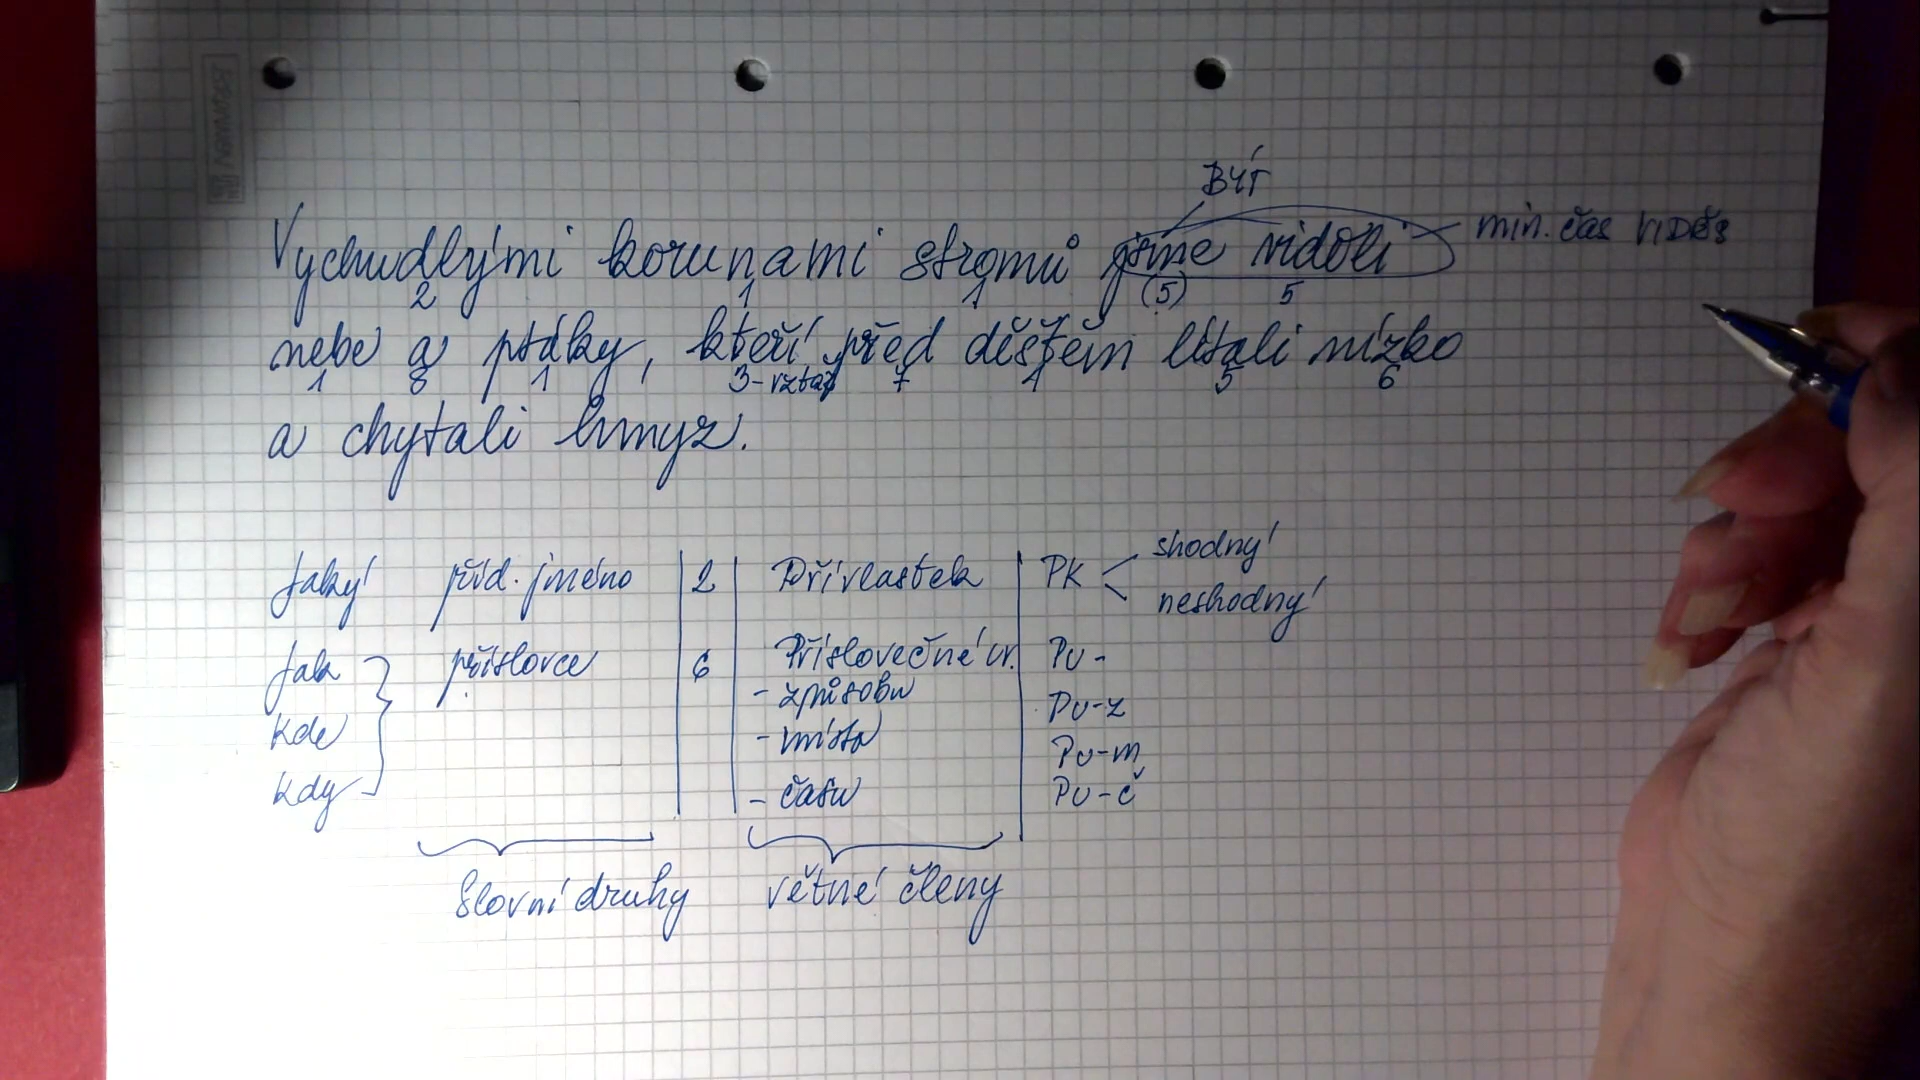 BÝT
Vychudlými korunami stromů jsme viděli min. čas VIDĚT
2 1 1 (5) 5
nebe a ptáky, kteří před deštěm lítali nízko
1 8 1 3-vztaž 7 1 5 6
a chytali hmyz.
Jaký příd. jméno 2 Přívlastek PK shodný
neshodný
Jak příslovce 6 Příslovečné ur. PU -
- způsobu PU-z
Kde - místa PU-m
Kdy - času PU-č
Slovní druhy větné členy